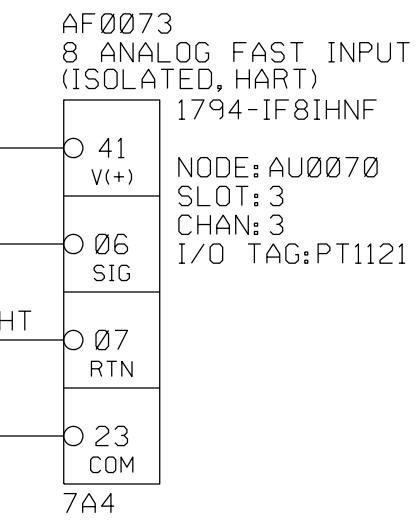 AF0073
8 ANALOG FAST INPUT
(ISOLATED, HART)
1794-IF8IHNF
41
V(+)
NODE: AU0070
SLOT: 3
CHAN: 3
I/O TAG: PT1121
06
SIG
HT
07
RTN
23
COM
7A4